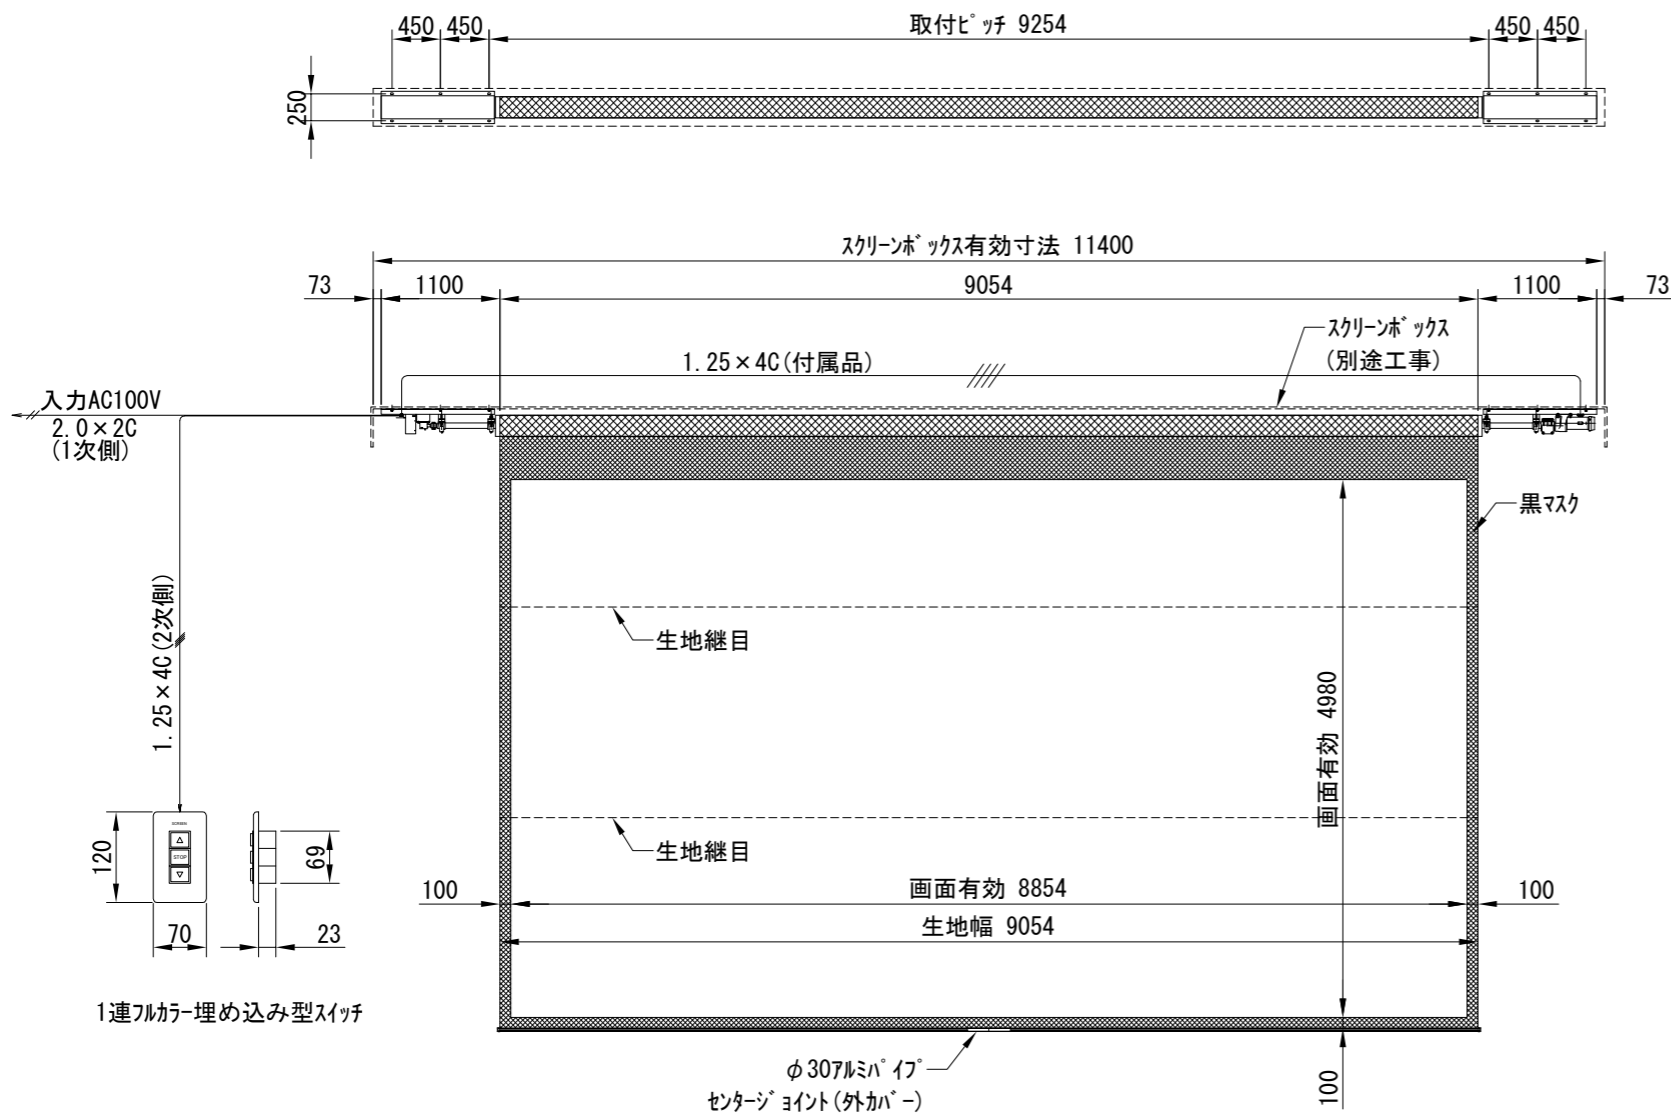 450
450
取付ピッチ 9254
450
450
250
スクリーンボックス有効寸法 11400
73
1100
9054
1100
73
スクリーンボックス
(別途工事)
1.25×4C(付属品)
入力AC100V
2.0×2C
(1次側)
黒マスク
生地継目
1.25×4C(2次側)
画面有効 4980
生地継目
SCREEN
STOP
120
69
70
23
100
画面有効 8854
100
生地幅 9054
1連フルカラー埋め込み型スイッチ
φ30アルミパイプ
センタージョイント(外カバー)
100